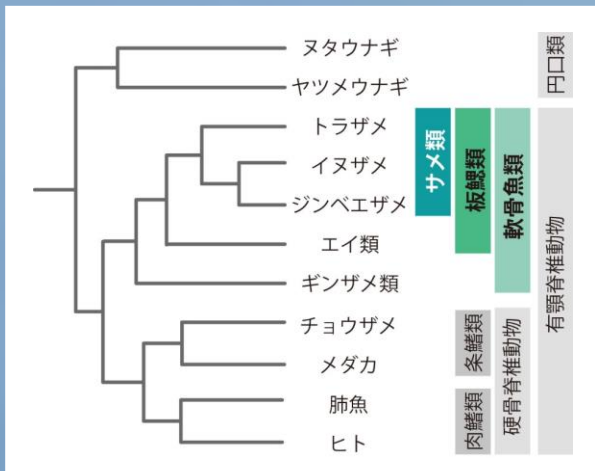 ヌタウナギ
ヤツメウナギ
トラザメ
イヌザメ
ジンベエザメ
エイ類
ギンザメ類
チョウザメ
メダカ
肺魚
ヒト
サメ類
板鰓類
軟骨魚類
条鰭類
肉鰭類
硬骨脊椎動物
円口類
有顎脊椎動物